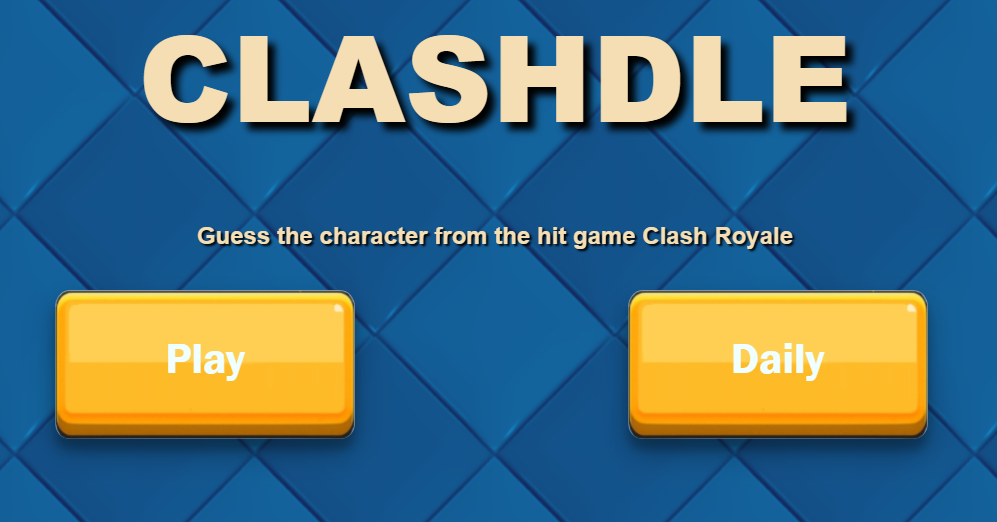 CLASHDLE
Guess the character from the hit game Clash Royale
Play
Daily